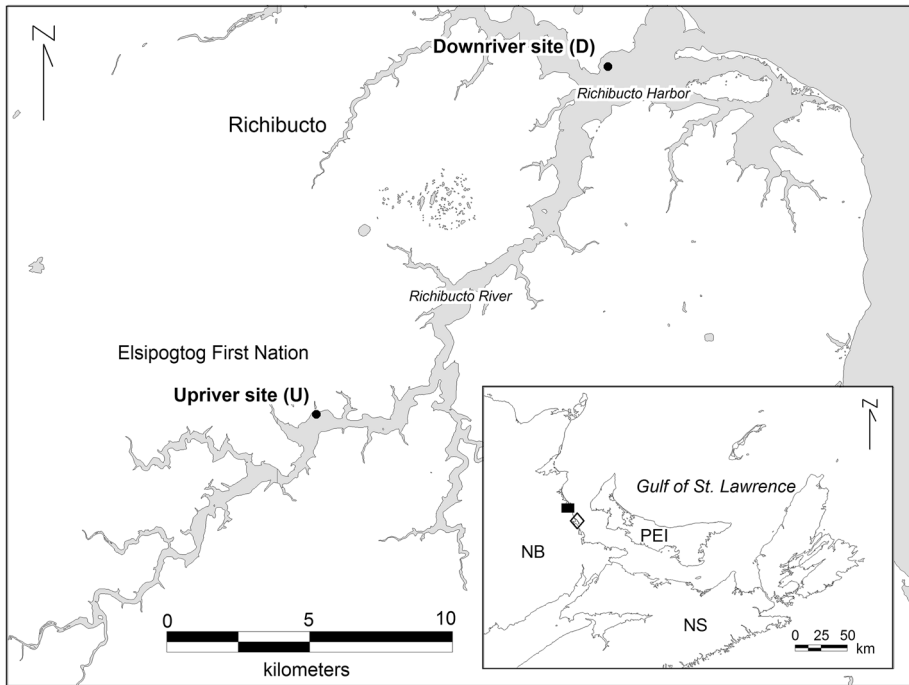 Z
Downriver site (D)
Richibucto Harbor
Richibucto
Richibucto River
Elsipogtog First Nation
Upriver site (U)
0 5 10
kilometers
Z
Gulf of St. Lawrence
PEI
NB
NS
0 25 50
km